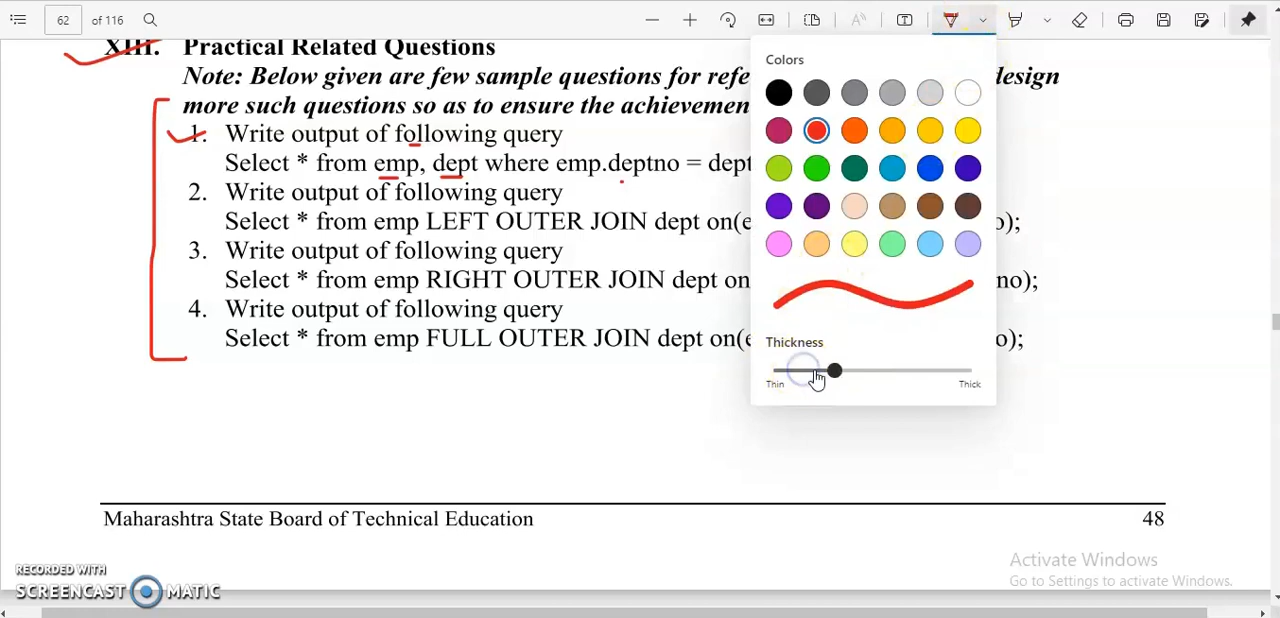 62 of 116
XIII. Practical Related Questions
Note: Below given are few sample questions for refe design
more such questions so as to ensure the achievemen
1. Write output of following query
Select * from emp, dept where emp.deptno = dept
2. Write output of following query
Select * from emp LEFT OUTER JOIN dept on(e o);
3. Write output of following query
Select * from emp RIGHT OUTER JOIN dept on no);
4. Write output of following query
Select * from emp FULL OUTER JOIN dept on(e o);
Colors
Thickness
Thin Thick
Maharashtra State Board of Technical Education 48
Activate Windows
Go to Settings to activate Windows.
RECORDED WITH
SCREENCAST MATIC